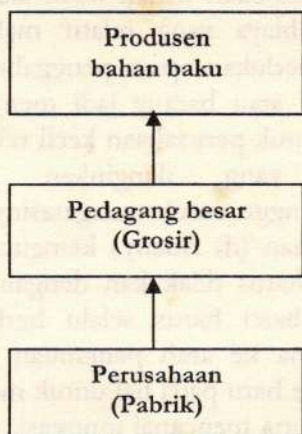 Produsen
bahan baku
Pedagang besar
(Grosir)
Perusahaan
(Pabrik)